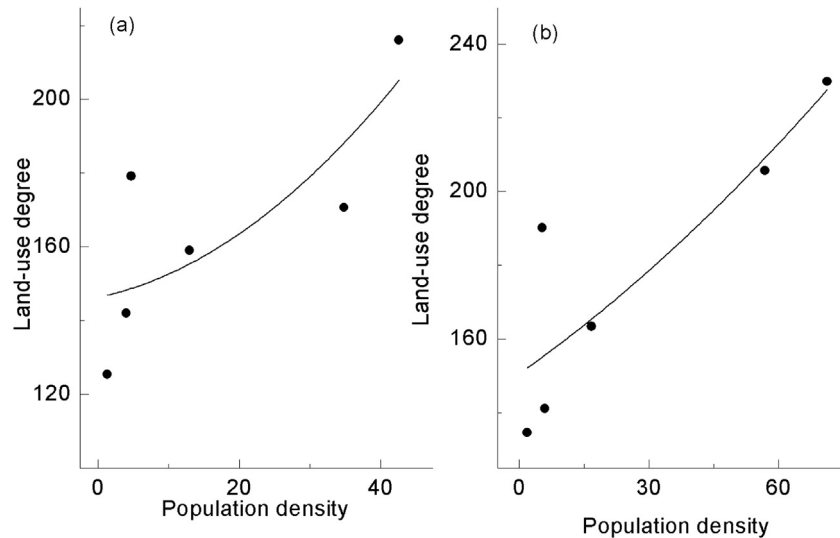 (a)
200
160
120
Land-use degree
0 20 40
Population density
(b)
240
200
160
Land-use degree
0 30 60
Population density